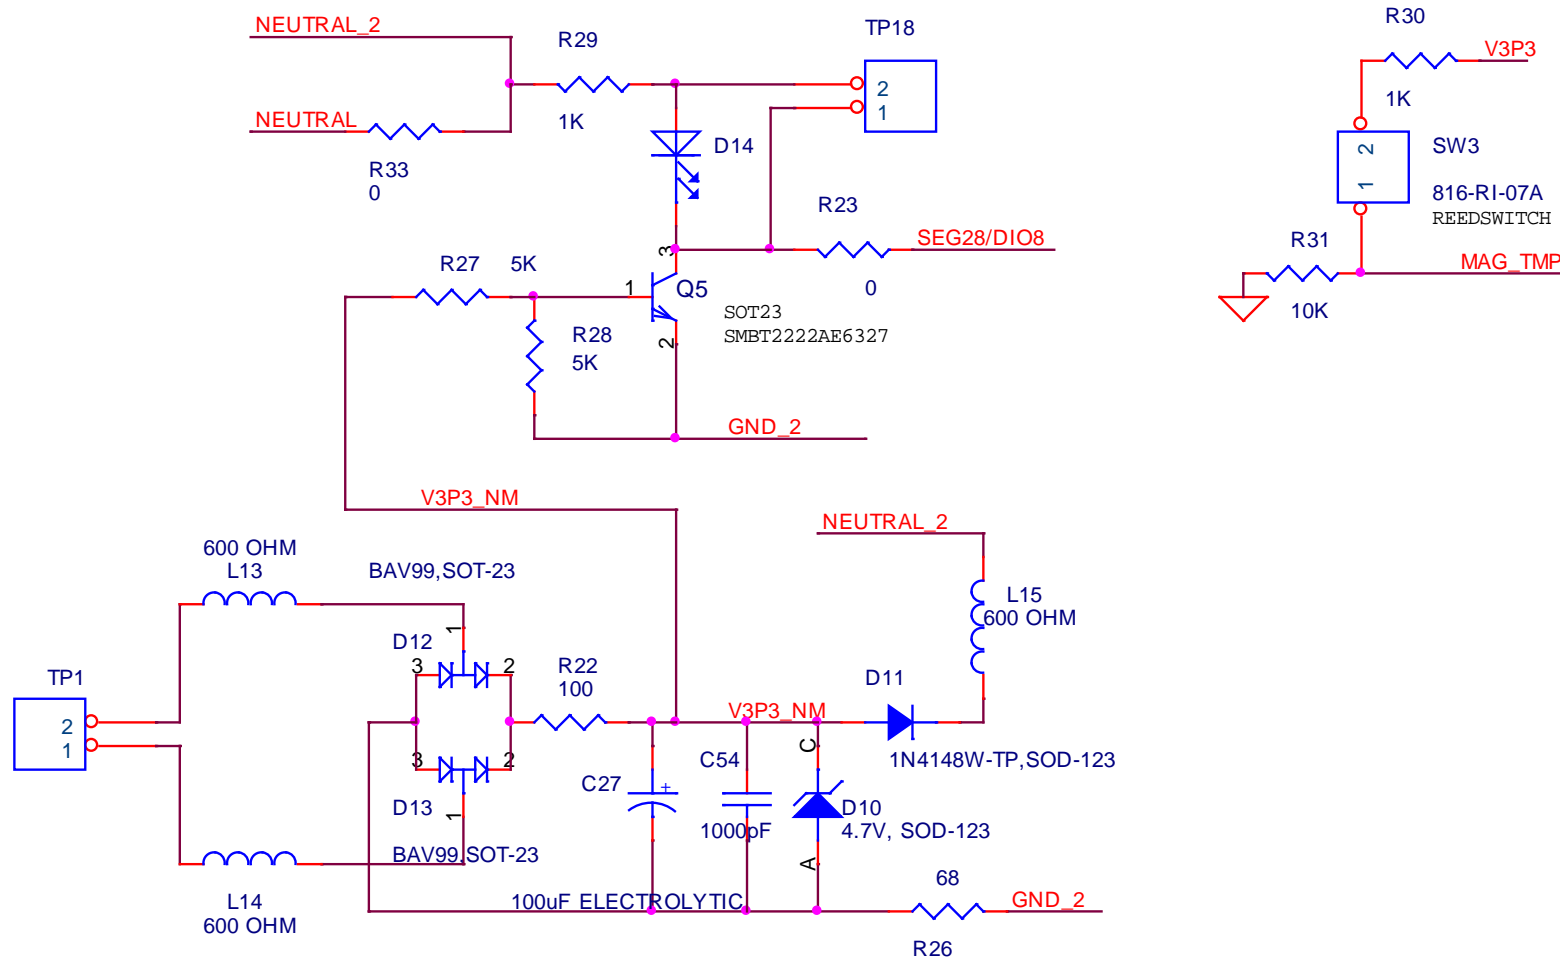 NEUTRAL_2
R29
1K
TP18
2
1
NEUTRAL
R33
0
D14
R23
0
SEG28/DIO8
R30
V3P3
1K
2
1
SW3
816-RI-07A
REEDSWITCH
R31
10K
MAG_TMP
R27
5K
1
3
2
Q5
SOT23
SMBT2222AE6327
R28
5K
GND_2
V3P3_NM
NEUTRAL_2
600 OHM
L13
BAV99,SOT-23
L15
600 OHM
TP1
2
1
D12
1
3
2
R22
100
V3P3_NM
D11
1N4148W-TP,SOD-123
3
2
D13
1
BAV99,SOT-23
C27
+
C54
1000pF
C
D10
4.7V, SOD-123
A
L14
600 OHM
100uF ELECTROLYTIC
68
R26
GND_2